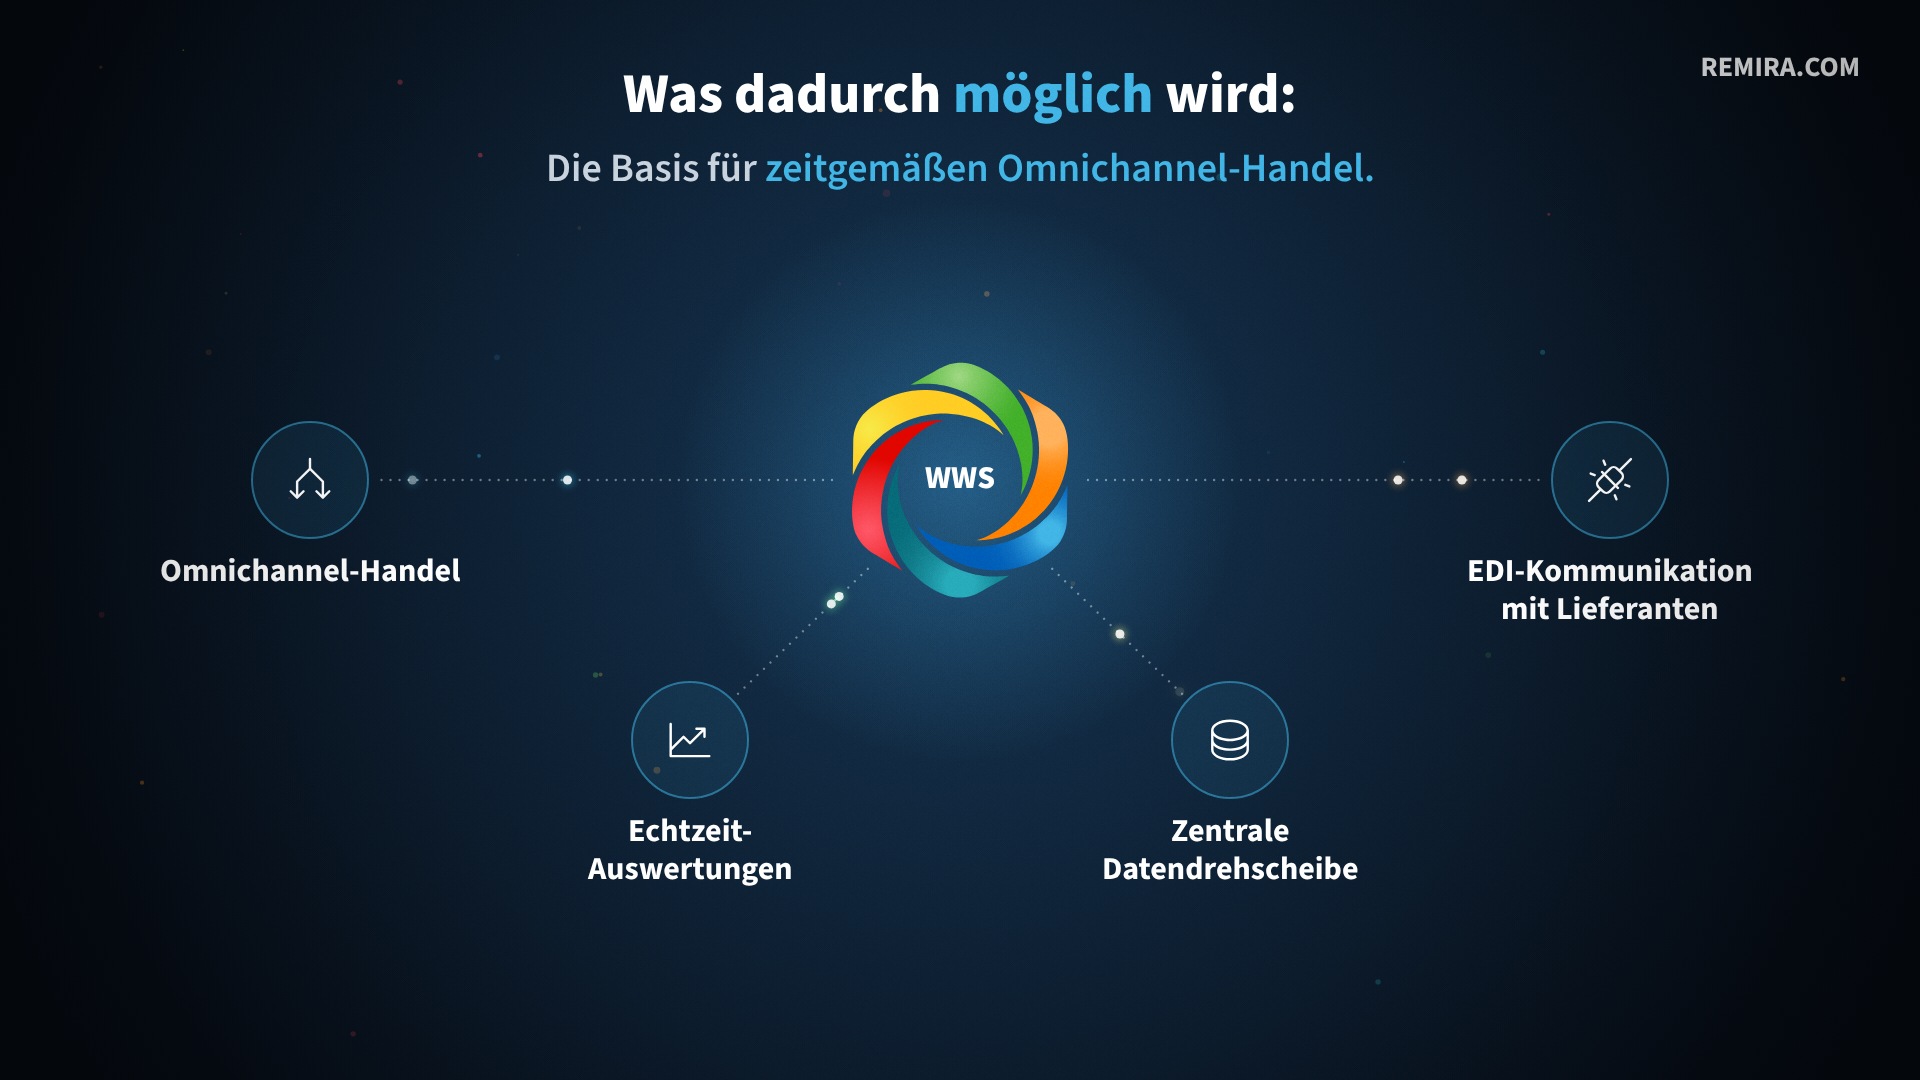 REMIRA.COM
Was dadurch möglich wird:
Die Basis für zeitgemäßen Omnichannel-Handel.
WWS
Omnichannel-Handel
EDI-Kommunikation
mit Lieferanten
Echtzeit-
Auswertungen
Zentrale
Datendrehscheibe